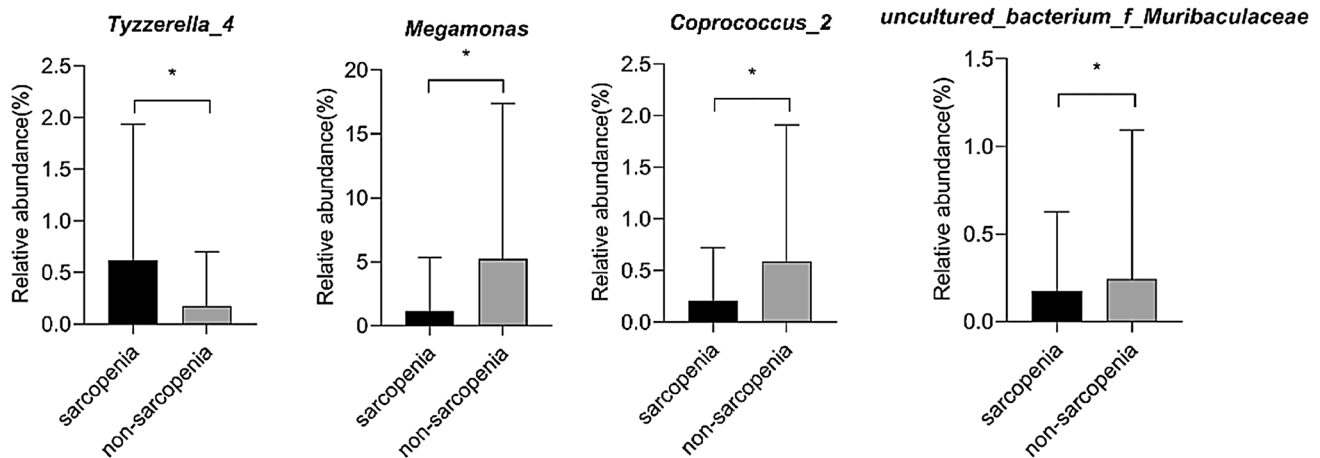 Tyzzerella_4
*
Relative abundance(%)
2.5
2.0
1.5
1.0
0.5
0.0
sarcopenia
non-sarcopenia
Megamonas
*
Relative abundance(%)
20
15
10
5
0
sarcopenia
non-sarcopenia
Coprococcus_2
*
Relative abundance(%)
2.5
2.0
1.5
1.0
0.5
0.0
sarcopenia
non-sarcopenia
uncultured_bacterium_f_Muribaculaceae
*
Relative abundance(%)
1.5
1.0
0.5
0.0
sarcopenia
non-sarcopenia